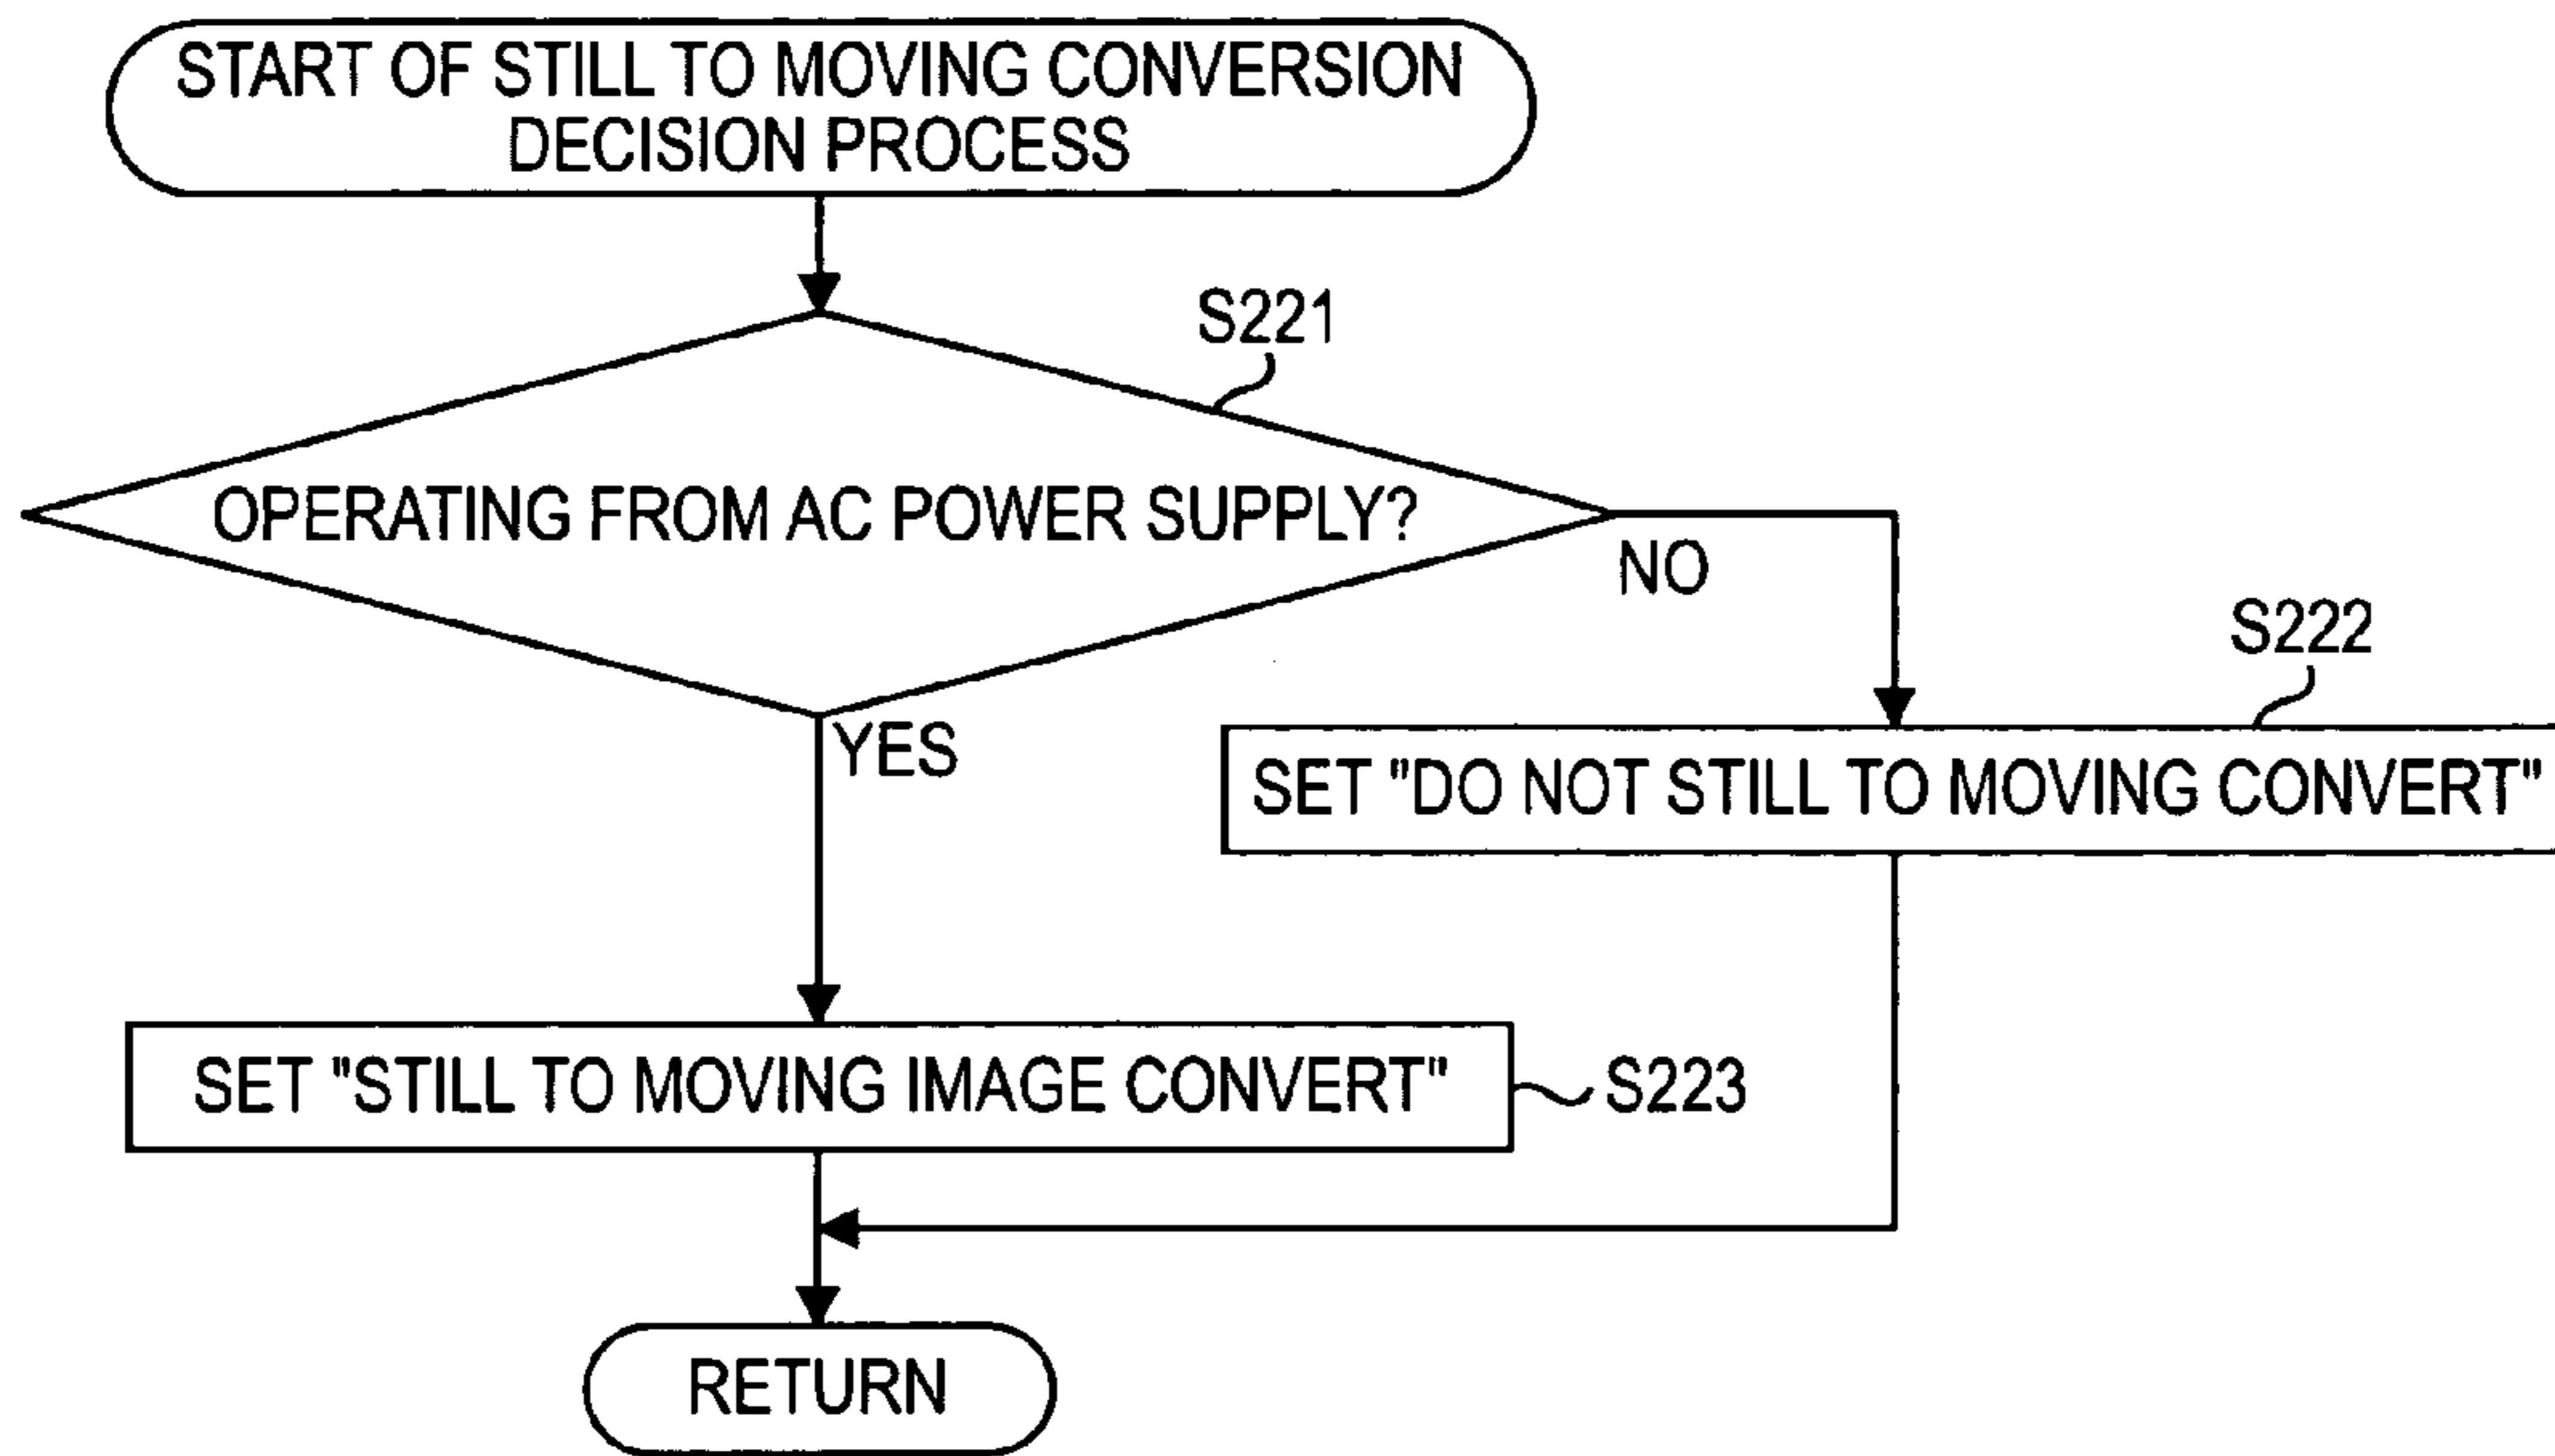 START OF STILL TO MOVING CONVERSION
DECISION PROCESS
S221
OPERATING FROM AC POWER SUPPLY?
NO
S222
YES
SET "DO NOT STILL TO MOVING CONVERT"
SET "STILL TO MOVING IMAGE CONVERT"
S223
RETURN